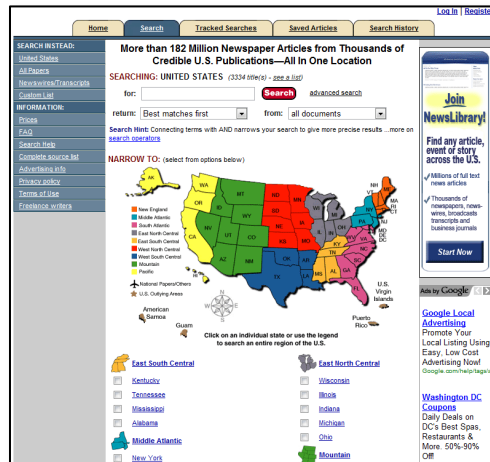 Log In | Registe
Home
Search
Tracked Searches
Saved Articles
Search History
SEARCH INSTEAD:
United States
All Papers
Newswires/Transcripts
Custom List
INFORMATION:
Prices
FAQ
Search Help
Complete source list
Advertising info
Privacy policy
Terms of Use
Freelance writers
More than 182 Million Newspaper Articles from Thousands of
Credible U.S. Publications—All In One
Location
SEARCHING: UNITED STATES (3334 title(s) - see a list)
for: Search advanced search
return: Best matches first from: all documents
Search Hint: Connecting terms with AND narrows your search to give more precise results ...more on
search operators
NARROW TO: (select from options below)
AK
WA
OR
CA
HI
ID
NV
MT
WY
UT
CO
AZ
NM
ND
SD
NE
KS
MN
IA
MO
OK
TX
AR
LA
WI
IL
IN
MI
OH
KY
TN
MS
AL
GA
FL
SC
NC
VA
WV
PA
NY
ME
NH
VT
MA
RI
CT
NJ
MD
DE
DC
New England
Middle Atlantic
South Atlantic
East North Central
East South Central
West North Central
West South Central
Mountain
Pacific
National Papers/Others
U.S. Outlying Areas
American
Samoa
Guam
N
W
E
S
U.S.
Virgin
Islands
Puerto
Rico
Click on an individual state or use the legend
to search an entire region of the U.S.
East South Central
Kentucky
Tennessee
Mississippi
Alabama
Middle Atlantic
New York
East North Central
Wisconsin
Illinois
Indiana
Michigan
Ohio
Mountain
Join
NewsLibrary!
Find any article,
event or story
across the U.S.
Millions of full text
news articles
Thousands of
newspapers, news-
wires, broadcasts
transcripts and
business journals
Start Now
Ads by Google
Google Local
Advertising
Promote Your
Local Listing Using
Easy, Low Cost
Advertising Now!
Google.com/help/tags/a
Washington DC
Coupons
Daily Deals on
DC's Best Spas,
Restaurants &
More. 50%-90%
Off!